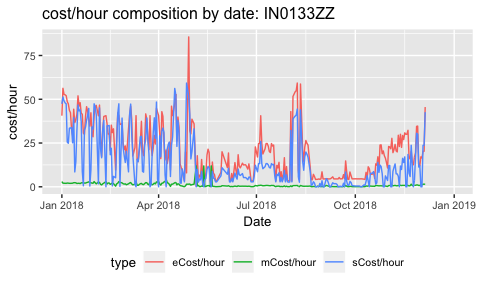 cost/hour composition by date: IN0133ZZ
75
50
25
0
cost/hour
Jan 2018 Apr 2018 Jul 2018 Oct 2018 Jan 2019
Date
type eCost/hour mCost/hour sCost/hour